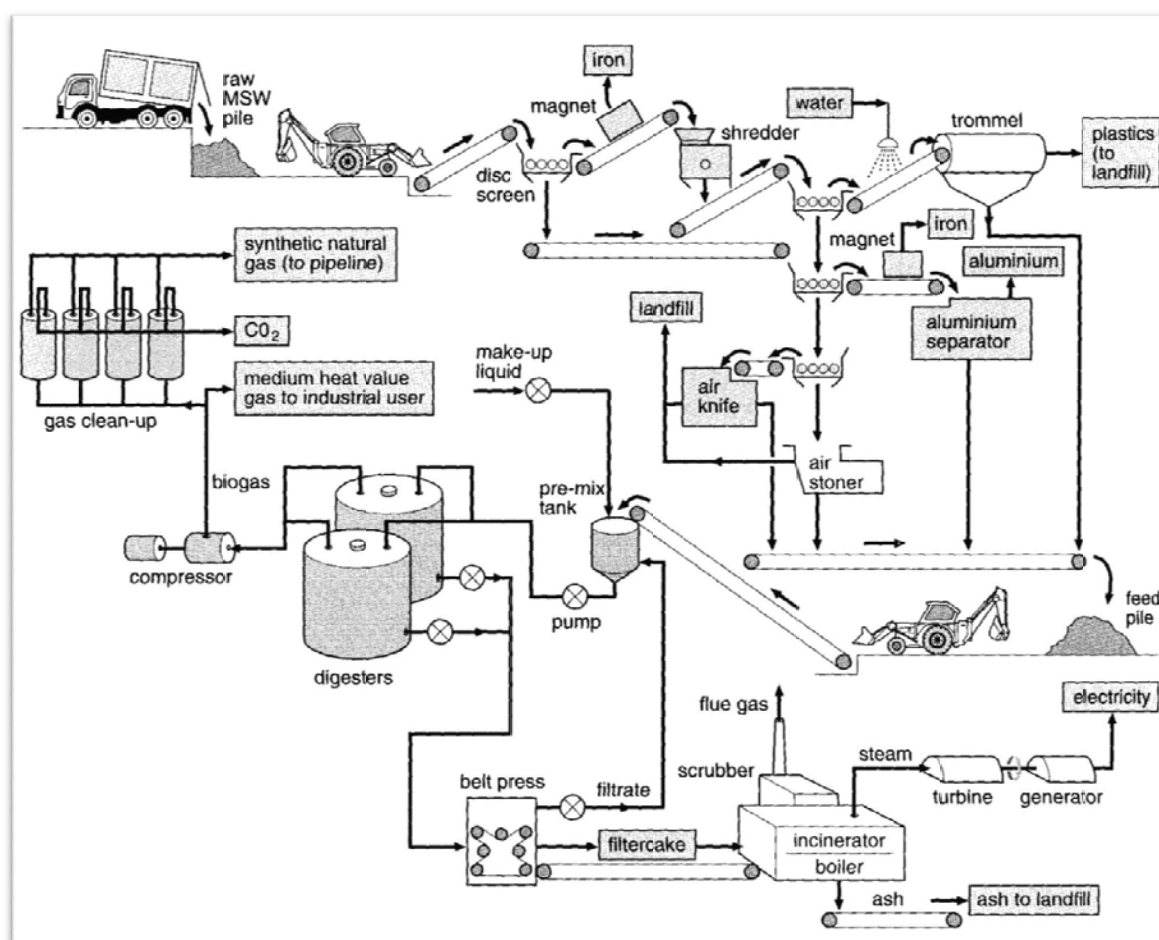 raw
MSW
pile
iron
magnet
shredder
disc
screen
water
trommel
plastics
(to
landfill)
magnet
iron
aluminium
aluminium
separator
synthetic natural
gas (to pipeline)
C0₂
medium heat value
gas to industrial user
gas clean-up
landfill
make-up
liquid
air
knife
air
stoner
biogas
compressor
pre-mix
tank
pump
digesters
feed
pile
flue gas
electricity
steam
scrubber
turbine
generator
belt press
filtrate
filtercake
incinerator
boiler
ash
ash to landfill